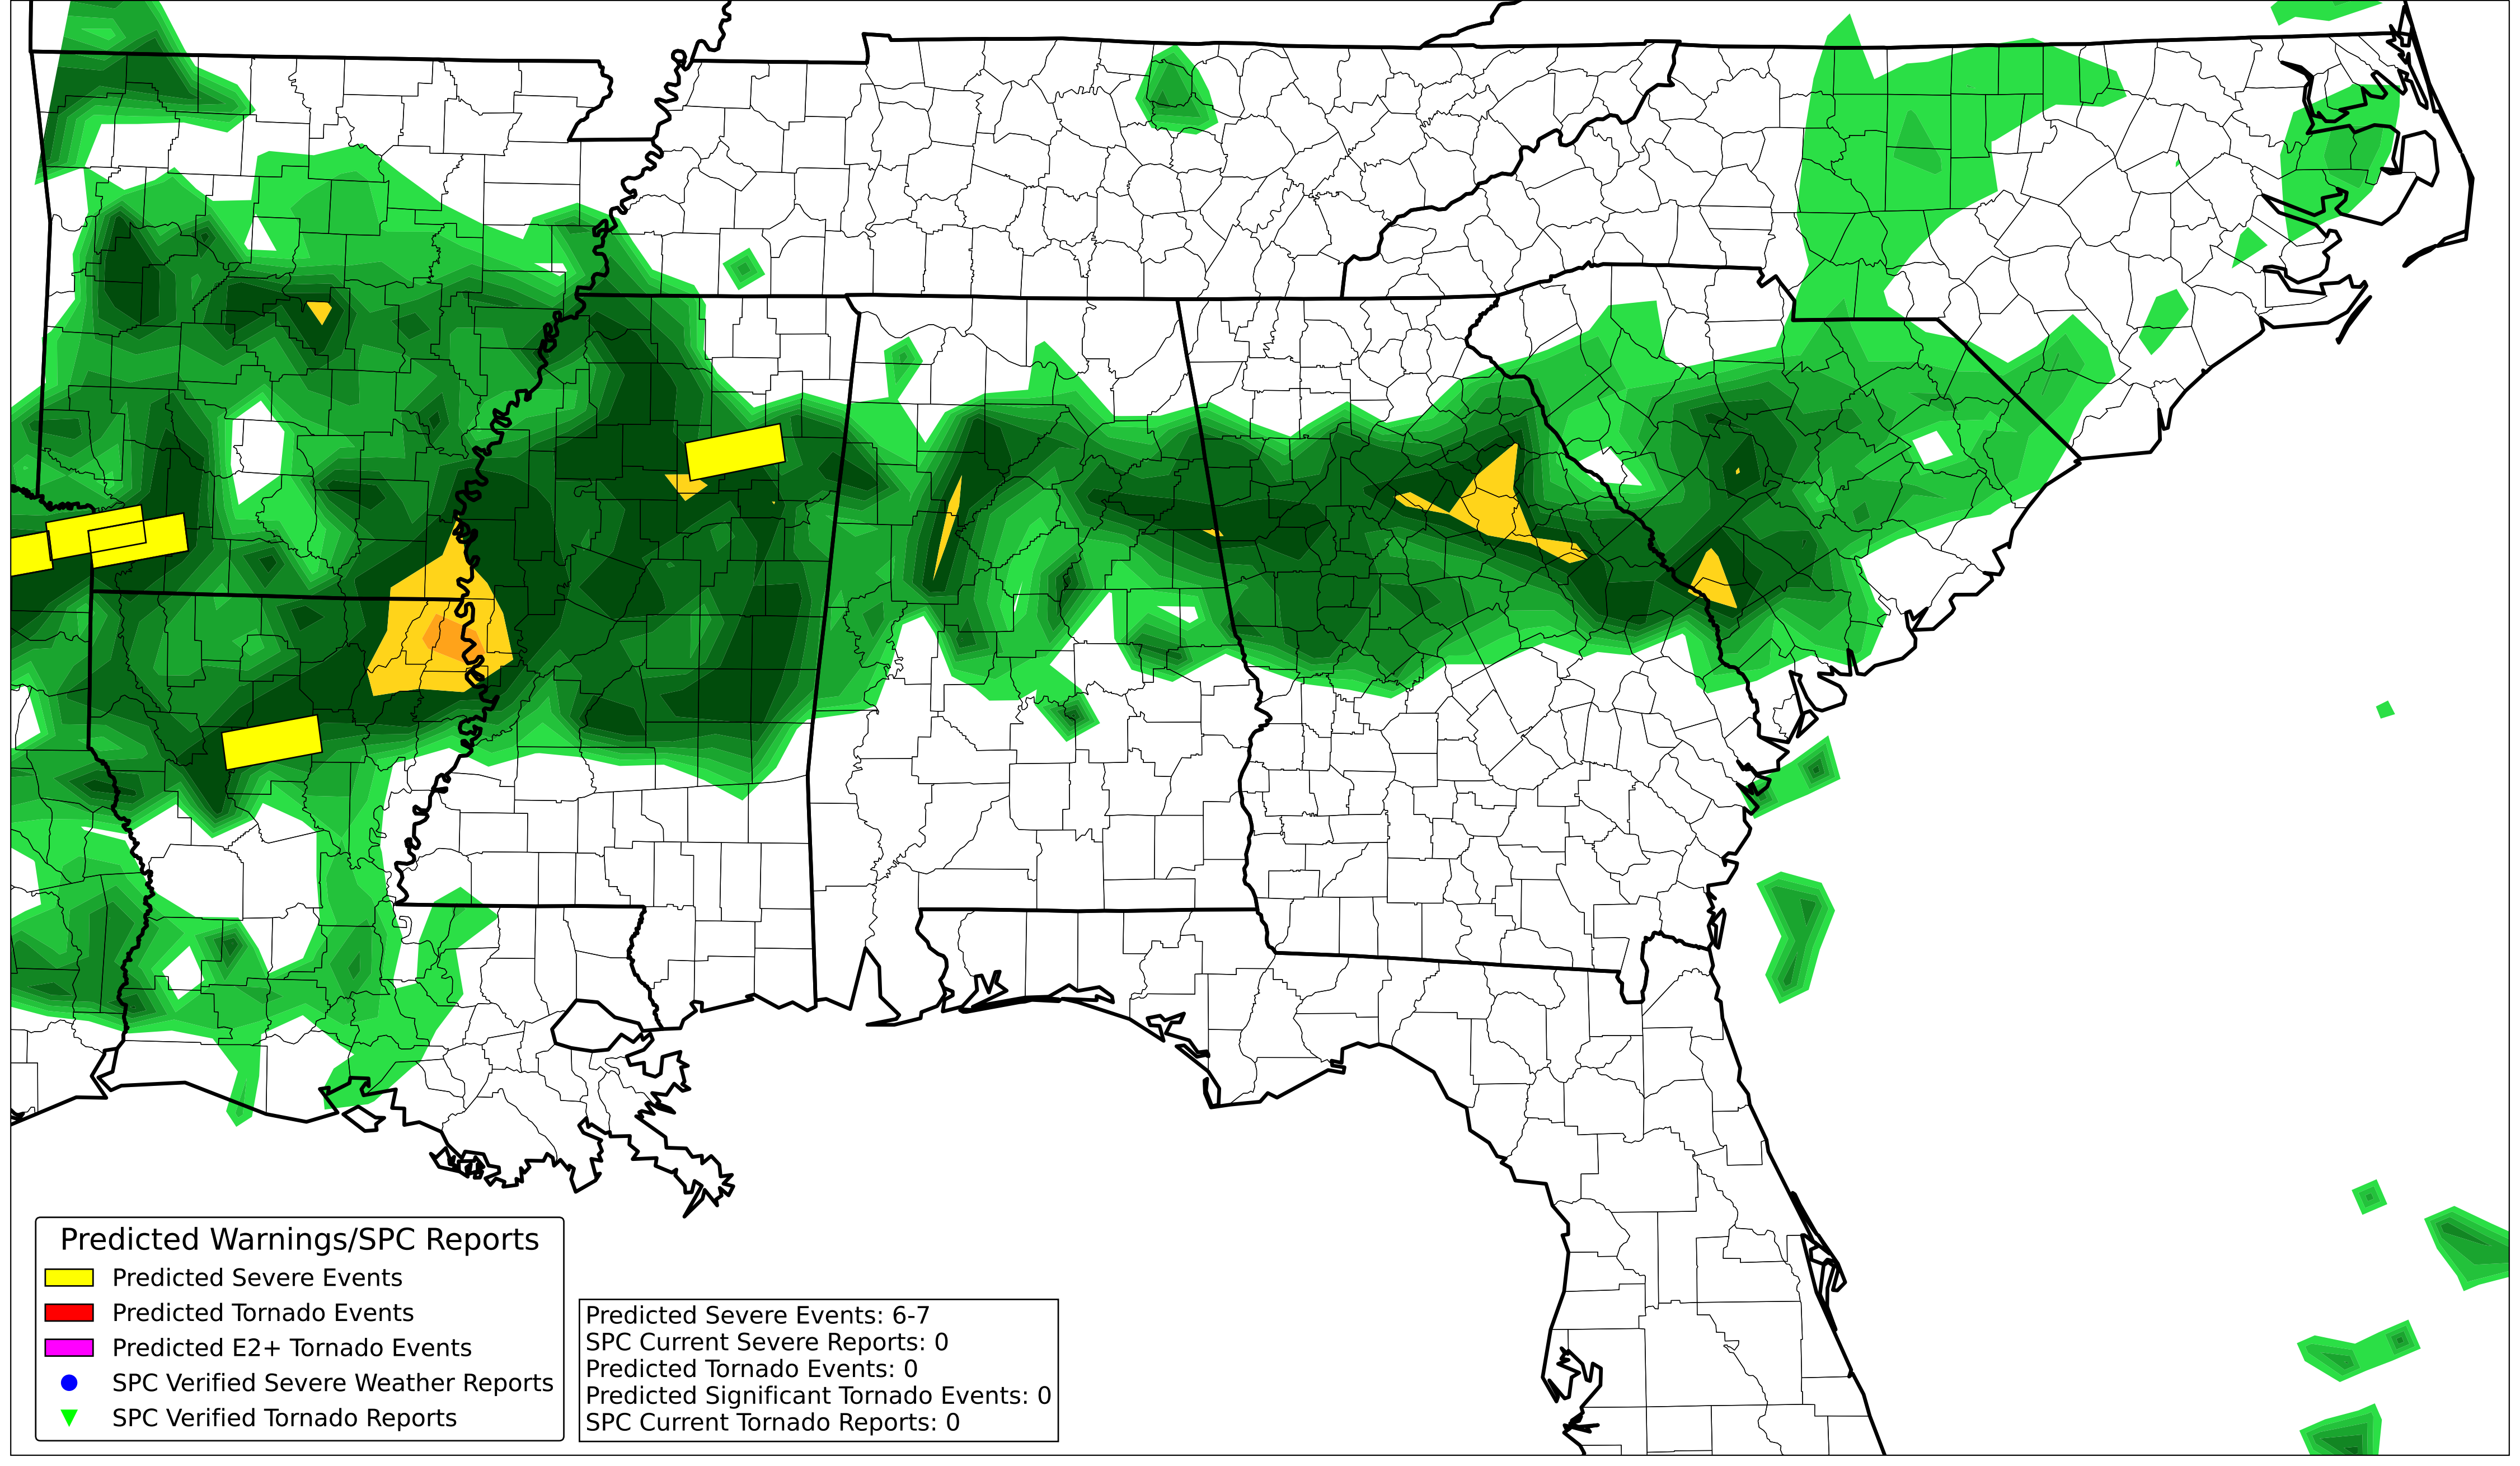 Predicted Warnings/SPC Reports
Predicted Severe Events
Predicted Tornado Events
Predicted E2+ Tornado Events
SPC Verified Severe Weather Reports
SPC Verified Tornado Reports
Predicted Severe Events: 6-7
SPC Current Severe Reports: 0
Predicted Tornado Events: 0
Predicted Significant Tornado Events: 0
SPC Current Tornado Reports: 0